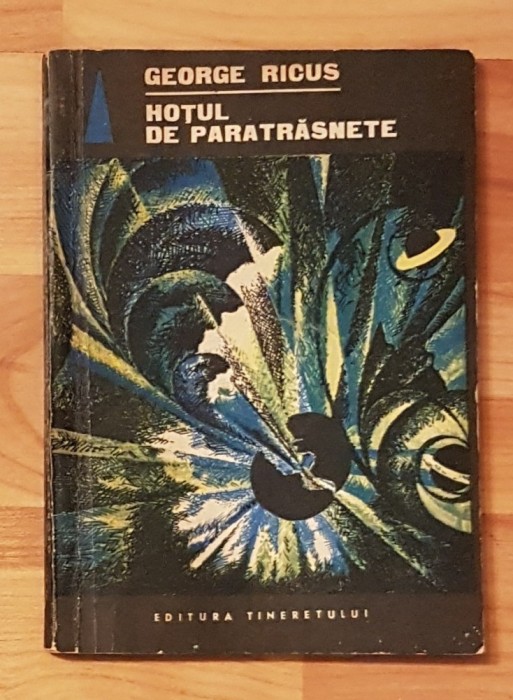 GEORGE RICUS
HOȚUL
DE PARATRĂSNETE
EDITURA TINERETULUI